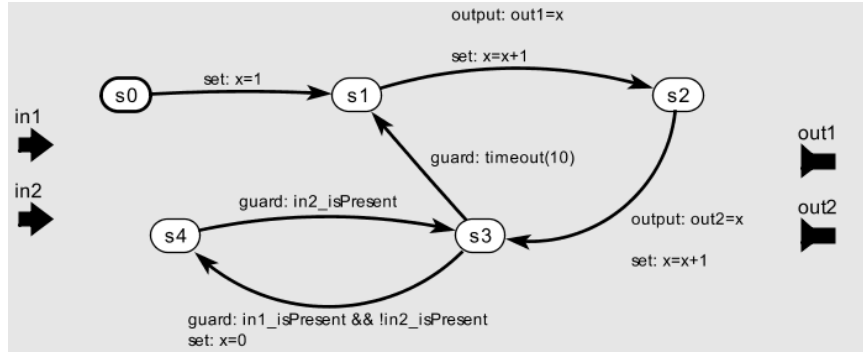 output: out1=x
set: x=x+1
set: x=1
s0
s1
s2
in1
out1
guard: timeout(10)
in2
guard: in2_isPresent
out2
s4
s3
output: out2=x
set: x=x+1
guard: in1_isPresent && !in2_isPresent
set: x=0